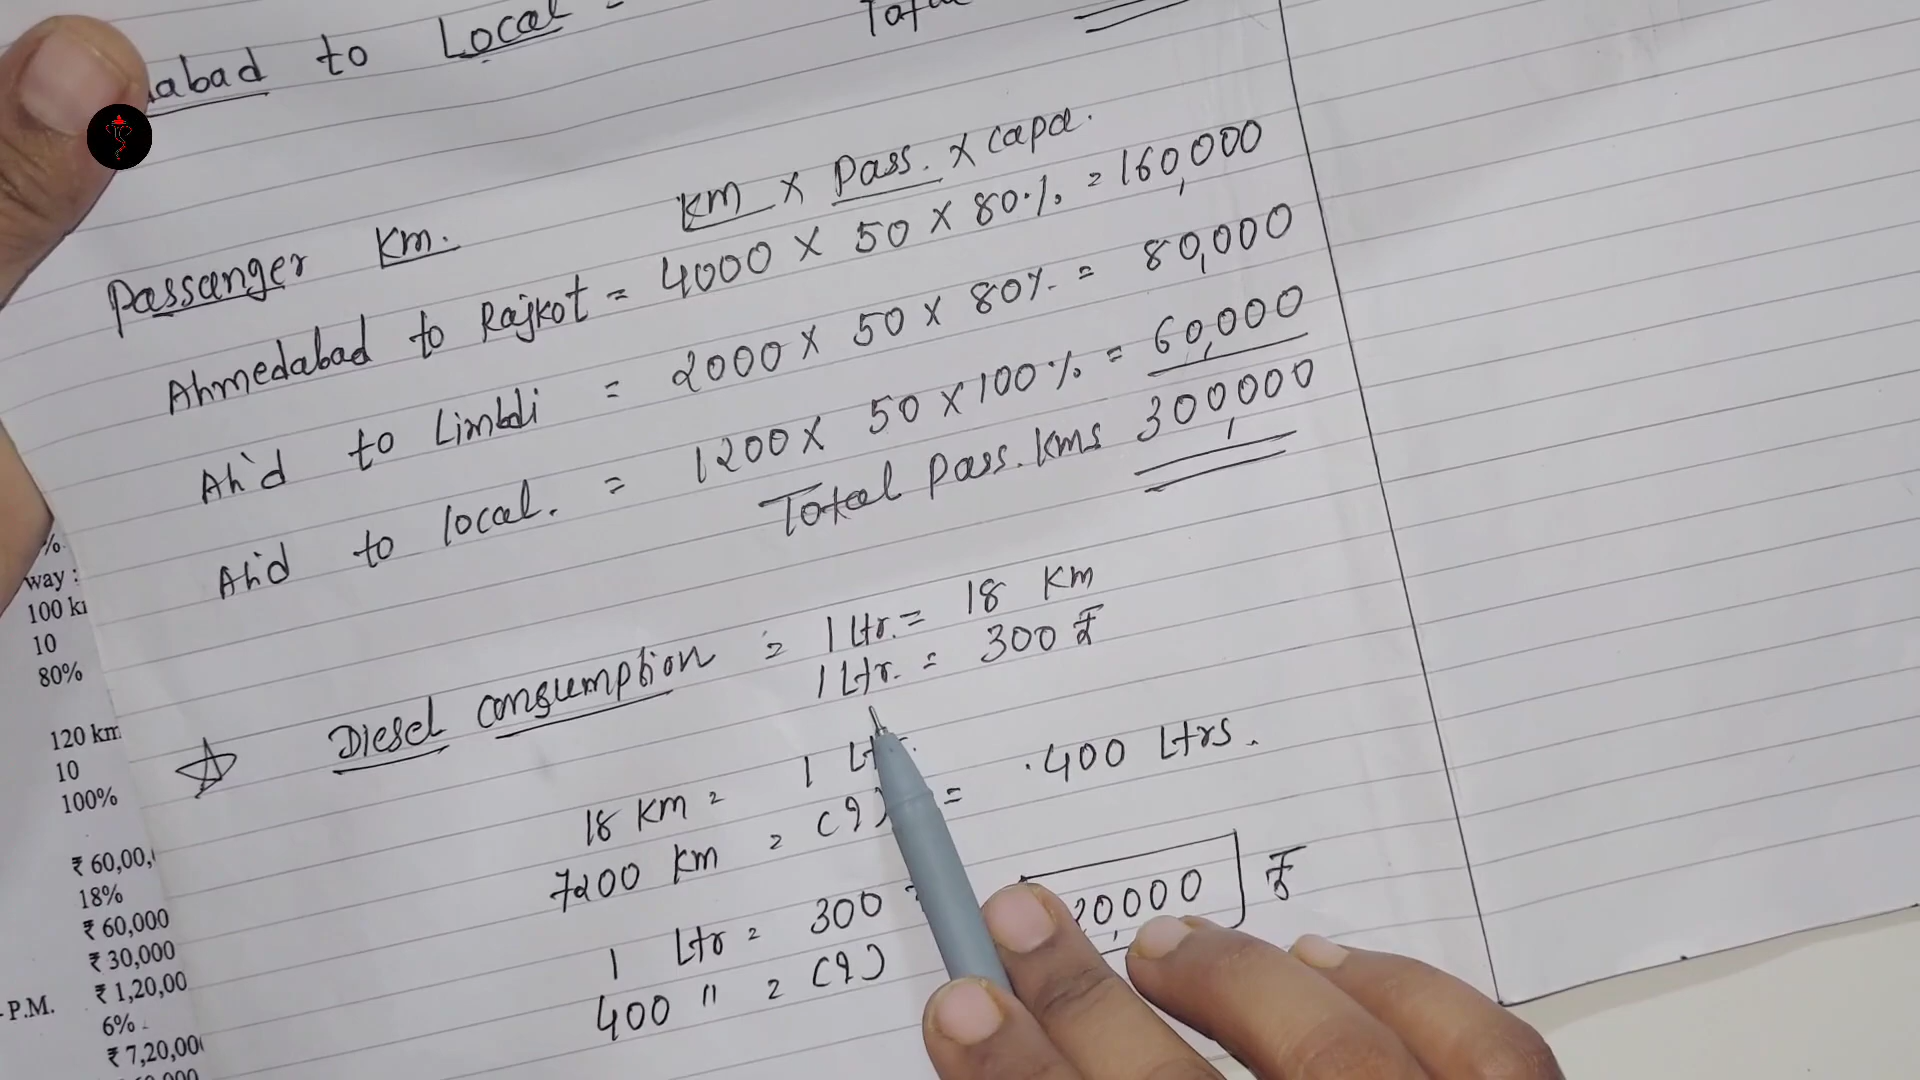 to Local =
Passanger Km.
Km x Pass. x Capa.
Ahmedabad to Rajkot = 4000 x 50 x 80% = 160,000
Ah'd to Limbdi = 2000 x 50 x 80% = 80,000
Ah'd to local. = 1200 x 50 x 100% = 60,000
Total Pass. Kms 300,000
Diesel consumption = 1 Ltr. = 18 Km
1 Ltr. = 300 ₹
18 Km = 1
7200 Km = (?) = 400 Ltrs.
1 Ltr = 300
400 " = (?) 20,000 ₹
%.
way :
100
10
80%
120 km
10
100%
₹ 60,00,
18%
₹ 60,000
₹ 30,000
₹ 1,20,00
-P.M.
6%
₹ 7,20,00